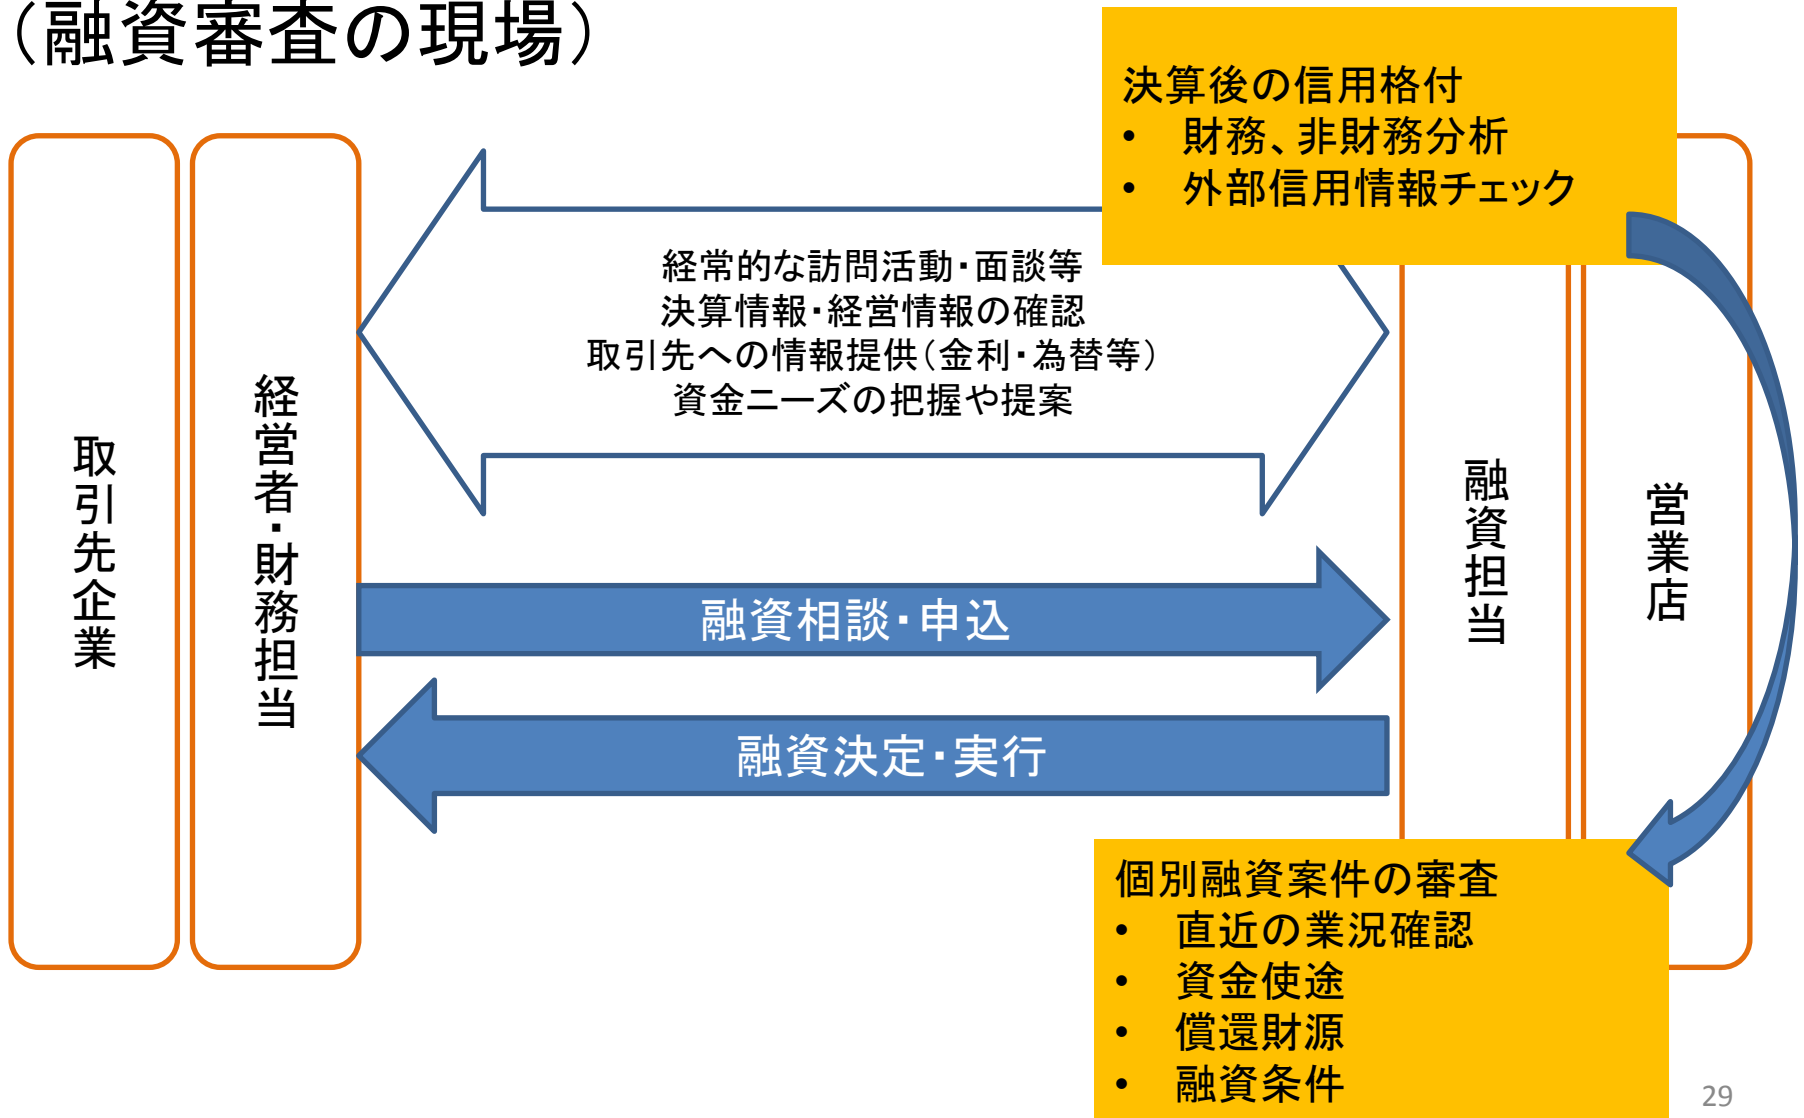 （融資審査の現場）
決算後の信用格付
• 財務、非財務分析
• 外部信用情報チェック
取引先企業
経営者・財務担当
経常的な訪問活動・面談等
決算情報・経営情報の確認
取引先への情報提供（金利・為替等）
資金ニーズの把握や提案
融資相談・申込
融資決定・実行
融資担当
営業店
個別融資案件の審査
• 直近の業況確認
• 資金使途
• 償還財源
• 融資条件
29